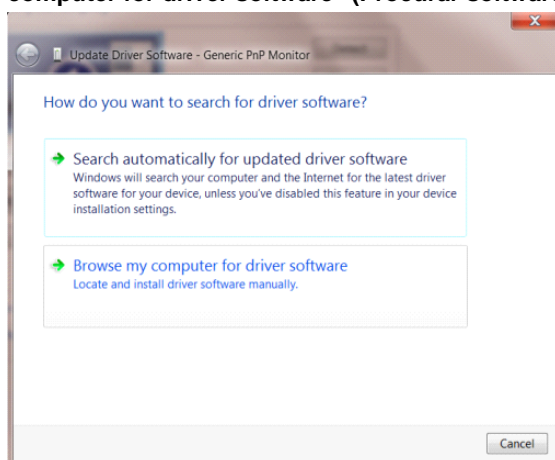 Update Driver Software - Generic PnP Monitor
How do you want to search for driver software?
Search automatically for updated driver software
Windows will search your computer and the Internet for the latest driver
software for your device, unless you've disabled this feature in your device
installation settings.
Browse my computer for driver software
Locate and install driver software manually.
Cancel